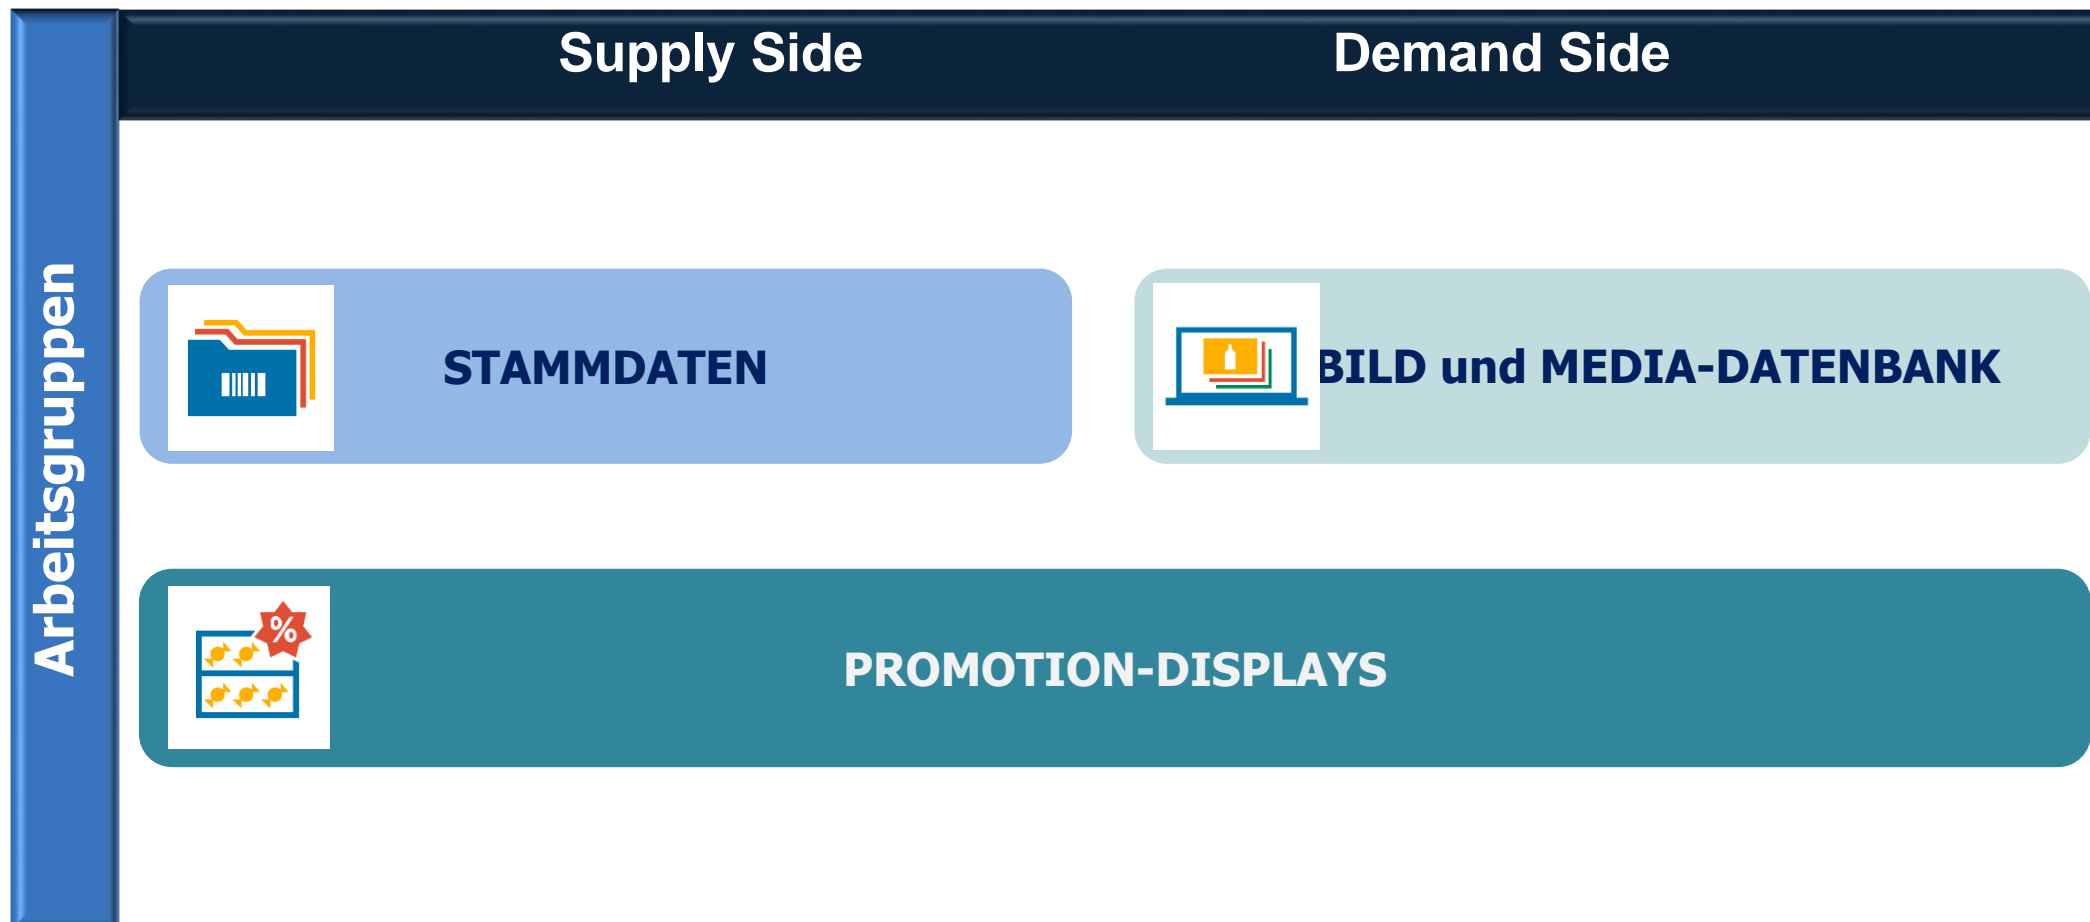 Supply Side
Demand Side
Arbeitsgruppen
STAMMDATEN
BILD und MEDIA-DATENBANK
%
PROMOTION-DISPLAYS